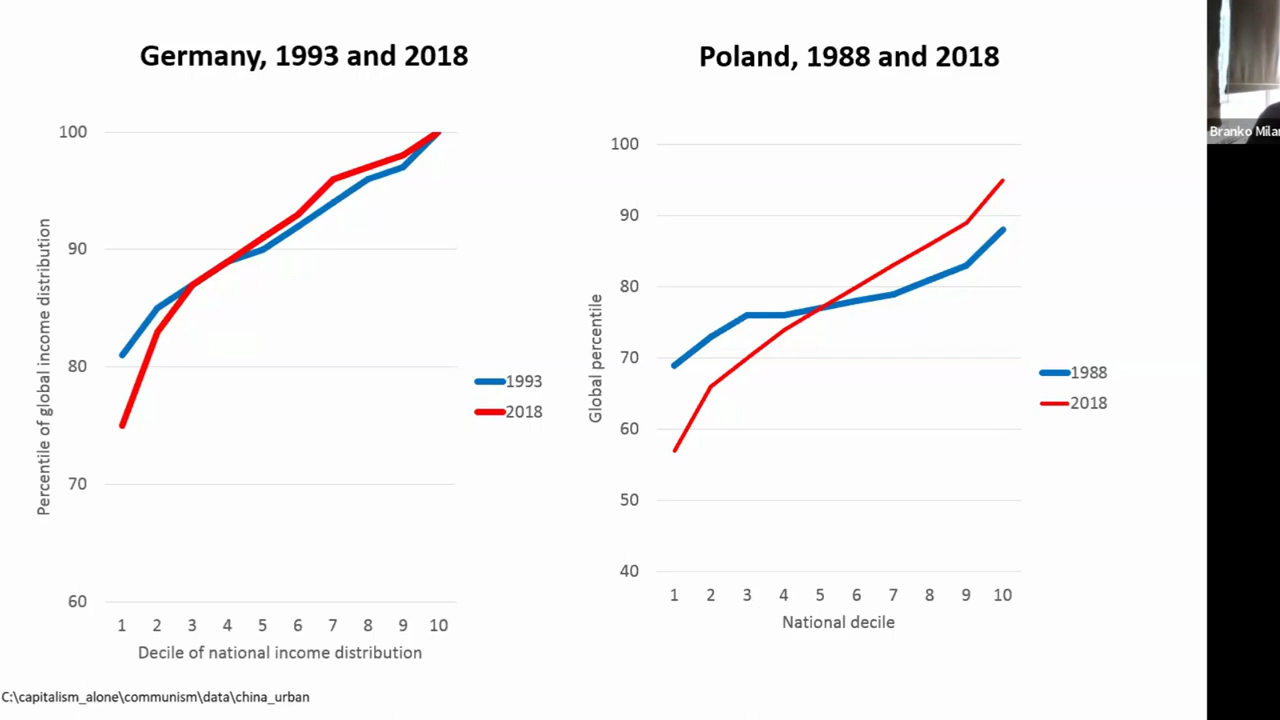 Germany, 1993 and 2018
100
90
80
70
60
Percentile of global income distribution
1 2 3 4 5 6 7 8 9 10
Decile of national income distribution
1993
2018
Poland, 1988 and 2018
100
90
80
70
60
50
40
Global percentile
1 2 3 4 5 6 7 8 9 10
National decile
1988
2018
Branko Milar
C:\capitalism_alone\communism\data\china_urban